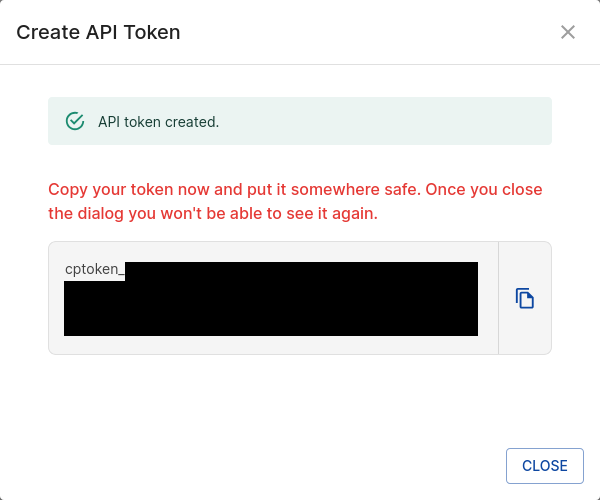 Create API Token
API token created.
Copy your token now and put it somewhere safe. Once you close
the dialog you won't be able to see it again.
cptoken_
CLOSE